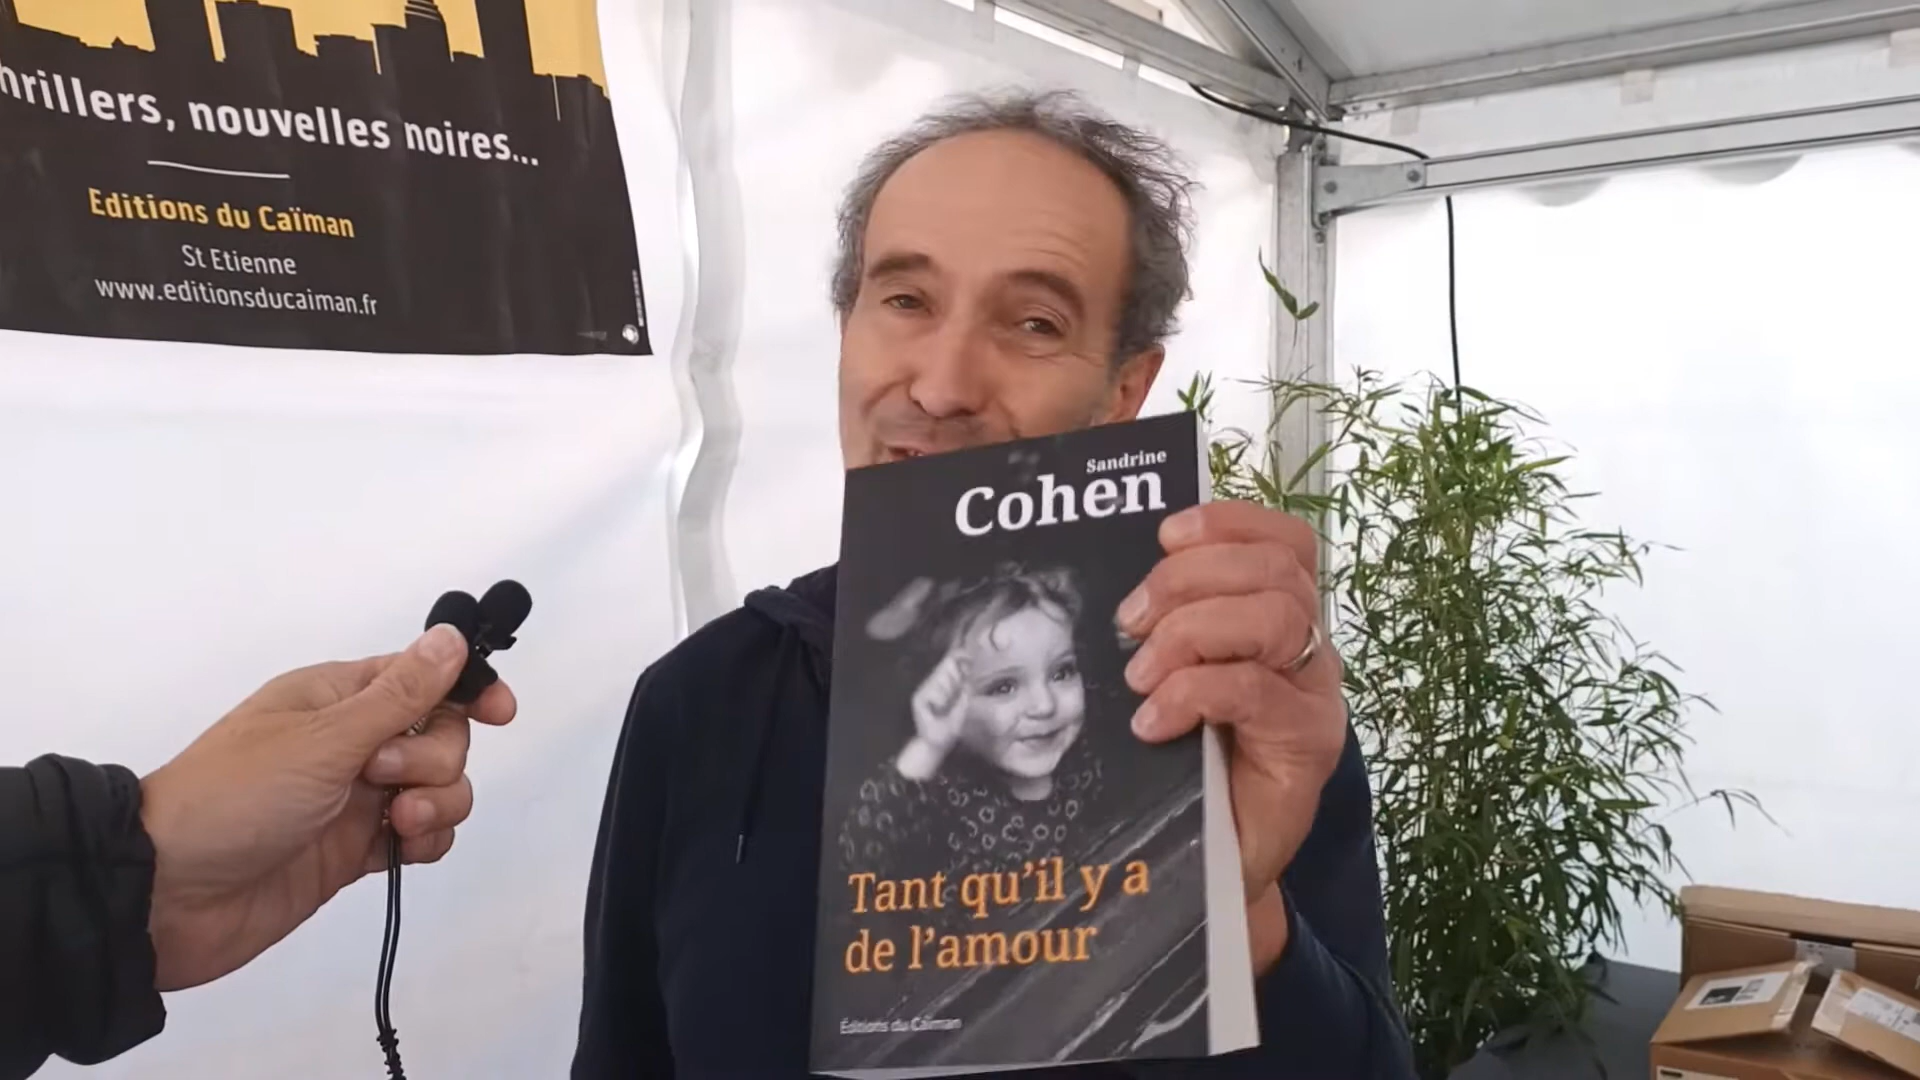 hrillers, nouvelles noires...
Editions du Caïman
St Etienne
www.editionsducaiman.fr
Sandrine
Cohen
Tant qu'il y a
de l'amour
Éditions du Caïman